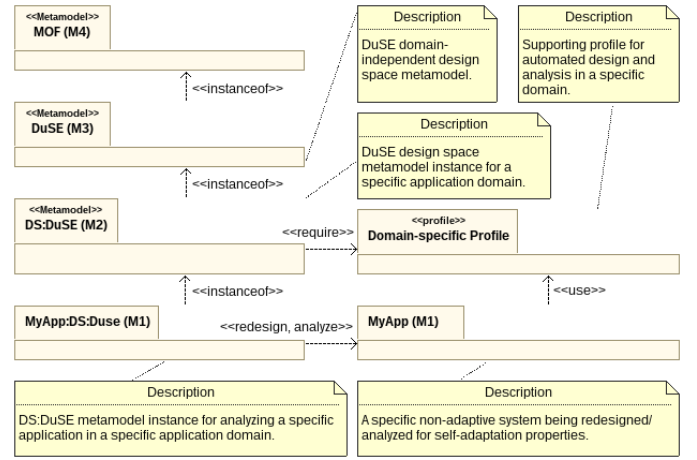 <<Metamodel>>
MOF (M4)
<<instanceof>>
<<Metamodel>>
DuSE (M3)
<<instanceof>>
<<Metamodel>>
DS:DuSE (M2)
<<instanceof>>
MyApp:DS:Duse (M1)
Description
DuSE domain-
independent design
space metamodel.
Description
Supporting profile for
automated design and
analysis in a specific
domain.
Description
DuSE design space
metamodel instance for a
specific application domain.
<<require>>
<<profile>>
Domain-specific Profile
<<use>>
<<redesign, analyze>>
MyApp (M1)
Description
DS:DuSE metamodel instance for analyzing a specific
application in a specific application domain.
Description
A specific non-adaptive system being redesigned/
analyzed for self-adaptation properties.